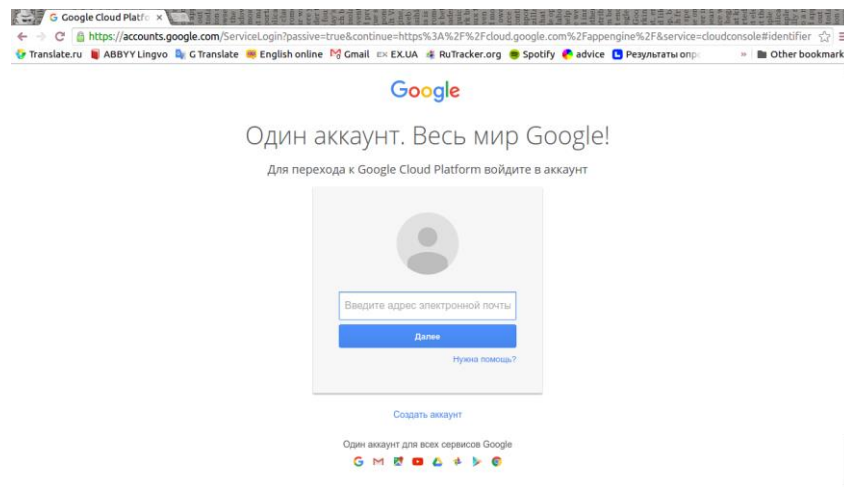 Google Cloud Platfo
https://accounts.google.com/ServiceLogin?passive=true&continue=https%3A%2F%2Fcloud.google.com%2Fappengine%2F&service=cloudconsole#identifier
Translate.ru ABBYY Lingvo G Translate English online Gmail EX.UA RuTracker.org Spotify advice Результаты опр » Other bookmark
Google
Один аккаунт. Весь мир Google!
Для перехода к Google Cloud Platform войдите в аккаунт
Введите адрес электронной почты
Далее
Нужна помощь?
Создать аккаунт
Один аккаунт для всех сервисов Google